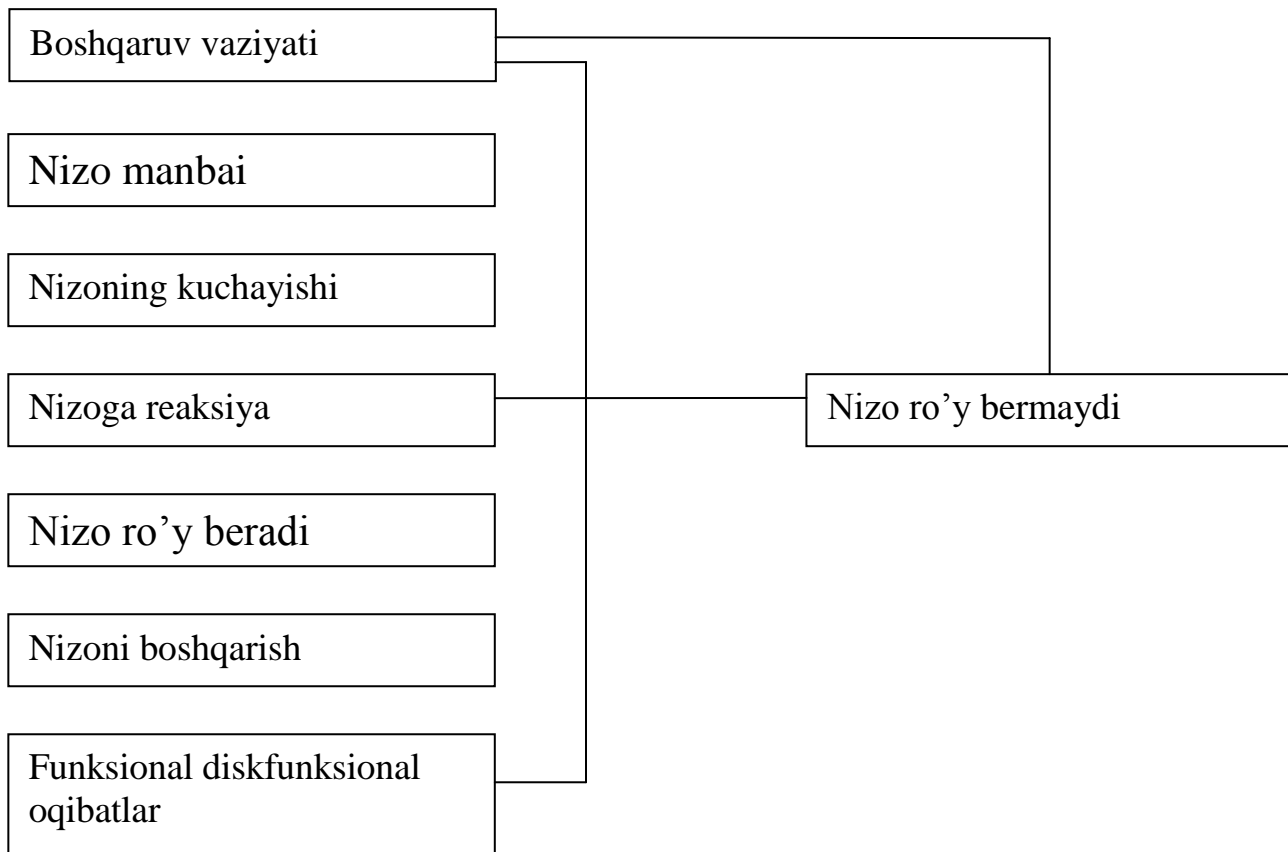 Boshqaruv vaziyati
Nizo manbai
Nizoning kuchayishi
Nizoga reaksiya
Nizo ro’y bermaydi
Nizo ro’y beradi
Nizoni boshqarish
Funksional diskfunksional
oqibatlar